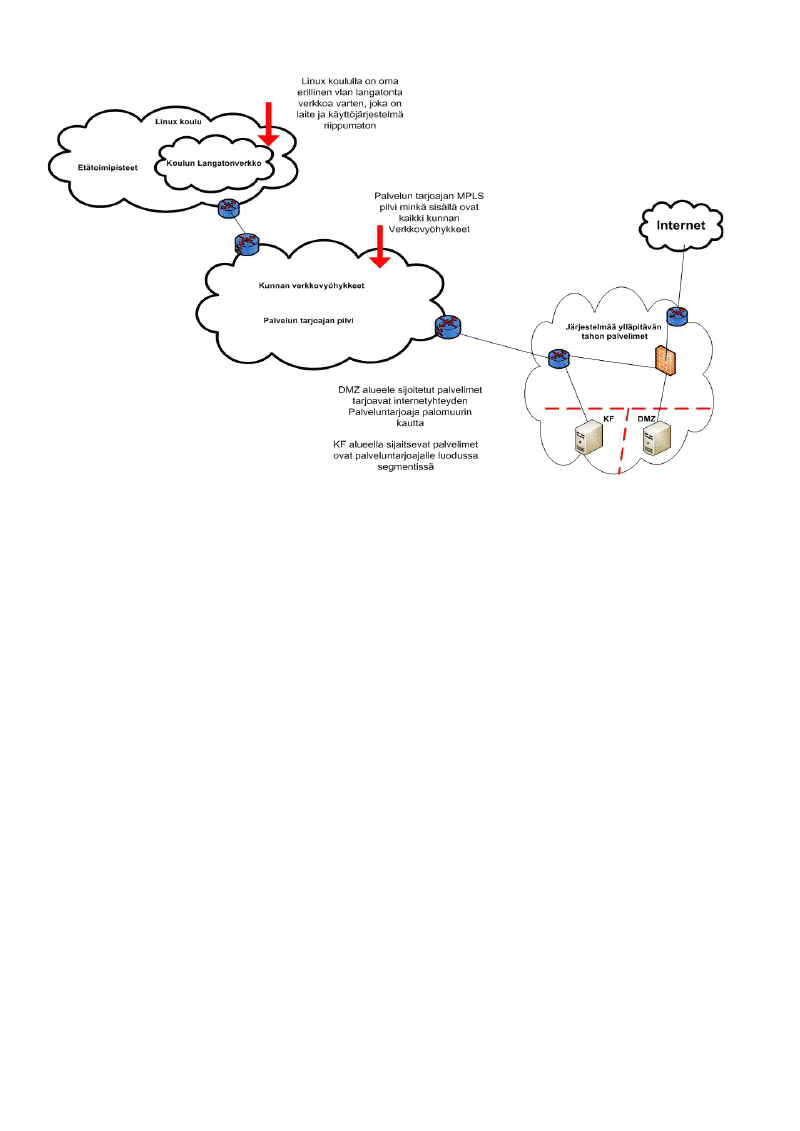 Linux koululla on oma
erillinen vlan langatonta
verkkoa varten, joka on
laite ja käyttöjärjestelmä
riippumaton
Linux koulu
Koulun Langatonverkko
Etätoimipisteet
Palvelun tarjoajan MPLS
pilvi minkä sisällä ovat
kaikki kunnan
Verkkovyöhykkeet
Internet
Kunnan verkkovyöhykkeet
Palvelun tarjoajan pilvi
Järjestelmää ylläpitävän
tahon palvelimet
DMZ alueele sijoitetut palvelimet
tarjoavat internetyhteyden
Palveluntarjoaja palomuurin
kautta
KF
DMZ
KF alueella sijaitsevat palvelimet
ovat palveluntarjoajalle luodussa
segmentissä